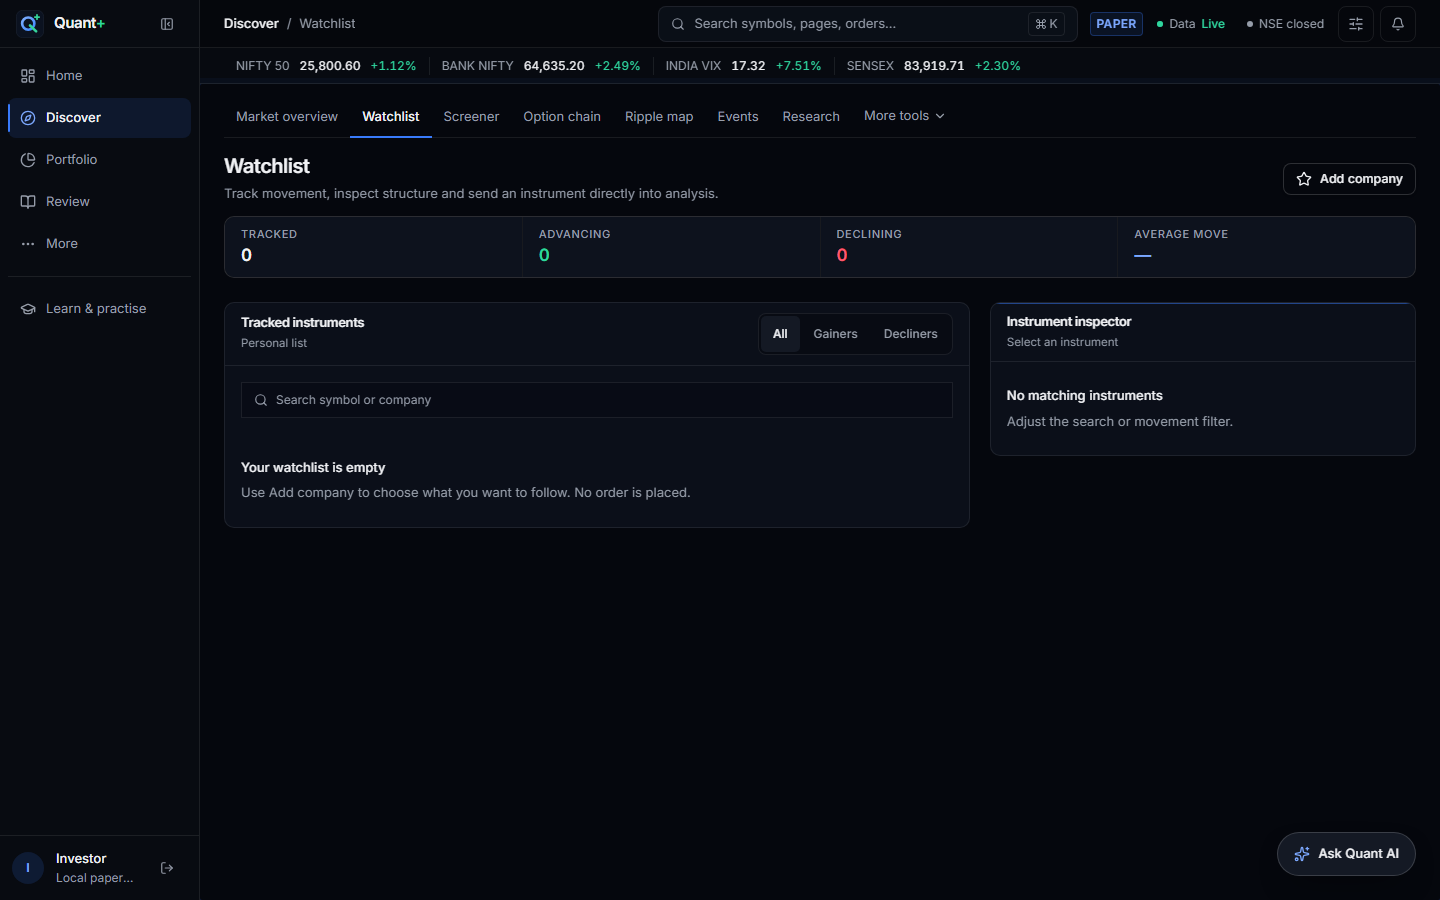 Quant+
Discover / Watchlist
Search symbols, pages, orders...
⌘ K
PAPER
Data Live
NSE closed
NIFTY 50 25,800.60 +1.12%
BANK NIFTY 64,635.20 +2.49%
INDIA VIX 17.32 +7.51%
SENSEX 83,919.71 +2.30%
Home
Discover
Portfolio
Review
More
Learn & practise
Market overview
Watchlist
Screener
Option chain
Ripple map
Events
Research
More tools
Watchlist
Track movement, inspect structure and send an instrument directly into analysis.
Add company
TRACKED
0
ADVANCING
0
DECLINING
0
AVERAGE MOVE
—
Tracked instruments
Personal list
All
Gainers
Decliners
Search symbol or company
Your watchlist is empty
Use Add company to choose what you want to follow. No order is placed.
Instrument inspector
Select an instrument
No matching instruments
Adjust the search or movement filter.
I
Investor
Local paper...
Ask Quant AI